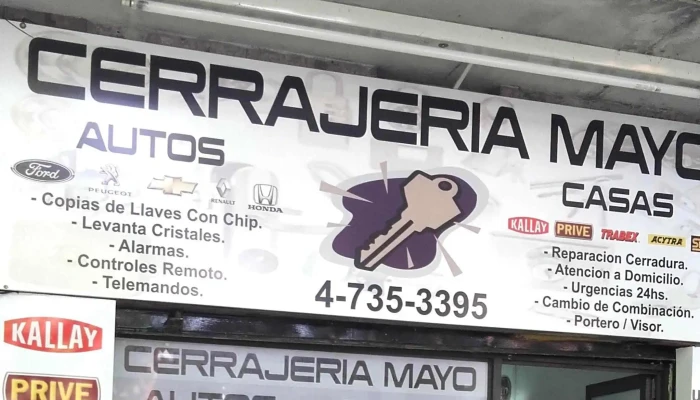 CERRAJERIA MAYO
AUTOS
CASAS
Ford
PEUGEOT
RENAULT
HONDA
KALLAY
PRIVE
TRABEX
ACYTRA
- Copias de Llaves Con Chip.
- Levanta Cristales.
- Alarmas.
- Controles Remoto.
- Telemandos.
- Reparacion Cerradura.
- Atencion a Domicilio.
- Urgencias 24hs.
- Cambio de Combinación.
- Portero / Visor.
4-735-3395
KALLAY
PRIVE
CERRAJERIA MAYO
AUTOS